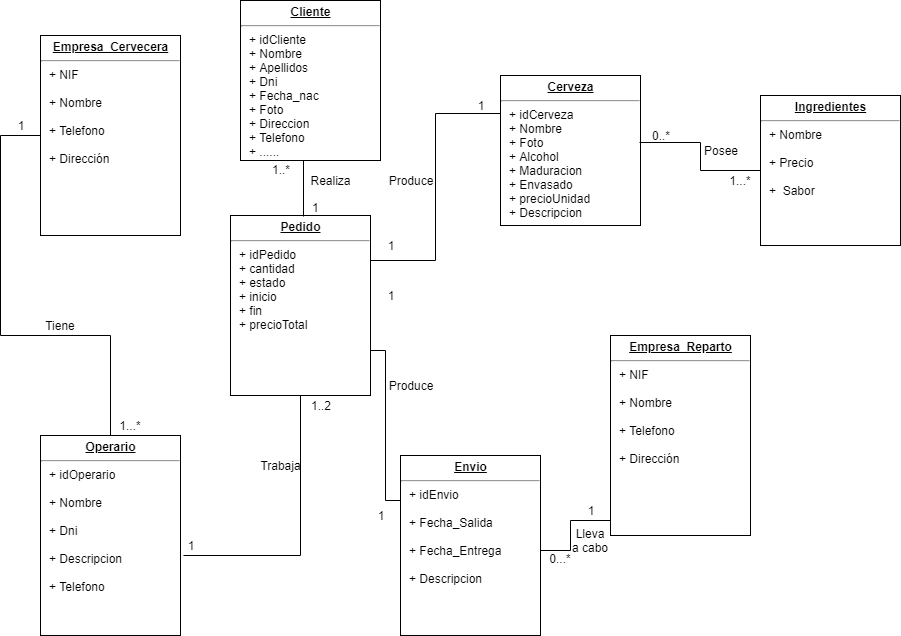 Empresa_Cervecera
+ NIF
+ Nombre
+ Telefono
+ Dirección
1
Cliente
+ idCliente
+ Nombre
+ Apellidos
+ Dni
+ Fecha_nac
+ Foto
+ Direccion
+ Telefono
+ ......
1..*
Realiza
1
Produce
1
1
Cerveza
+ idCerveza
+ Nombre
+ Foto
+ Alcohol
+ Maduracion
+ Envasado
+ precioUnidad
+ Descripcion
0..*
Posee
1...*
Ingredientes
+ Nombre
+ Precio
+ Sabor
Pedido
+ idPedido
+ cantidad
+ estado
+ inicio
+ fin
+ precioTotal
1
Produce
1
1..2
Trabaja
1
Tiene
1...*
Operario
+ idOperario
+ Nombre
+ Dni
+ Descripcion
+ Telefono
Envio
+ idEnvio
+ Fecha_Salida
+ Fecha_Entrega
+ Descripcion
1
Lleva
a cabo
0...*
Empresa_Reparto
+ NIF
+ Nombre
+ Telefono
+ Dirección